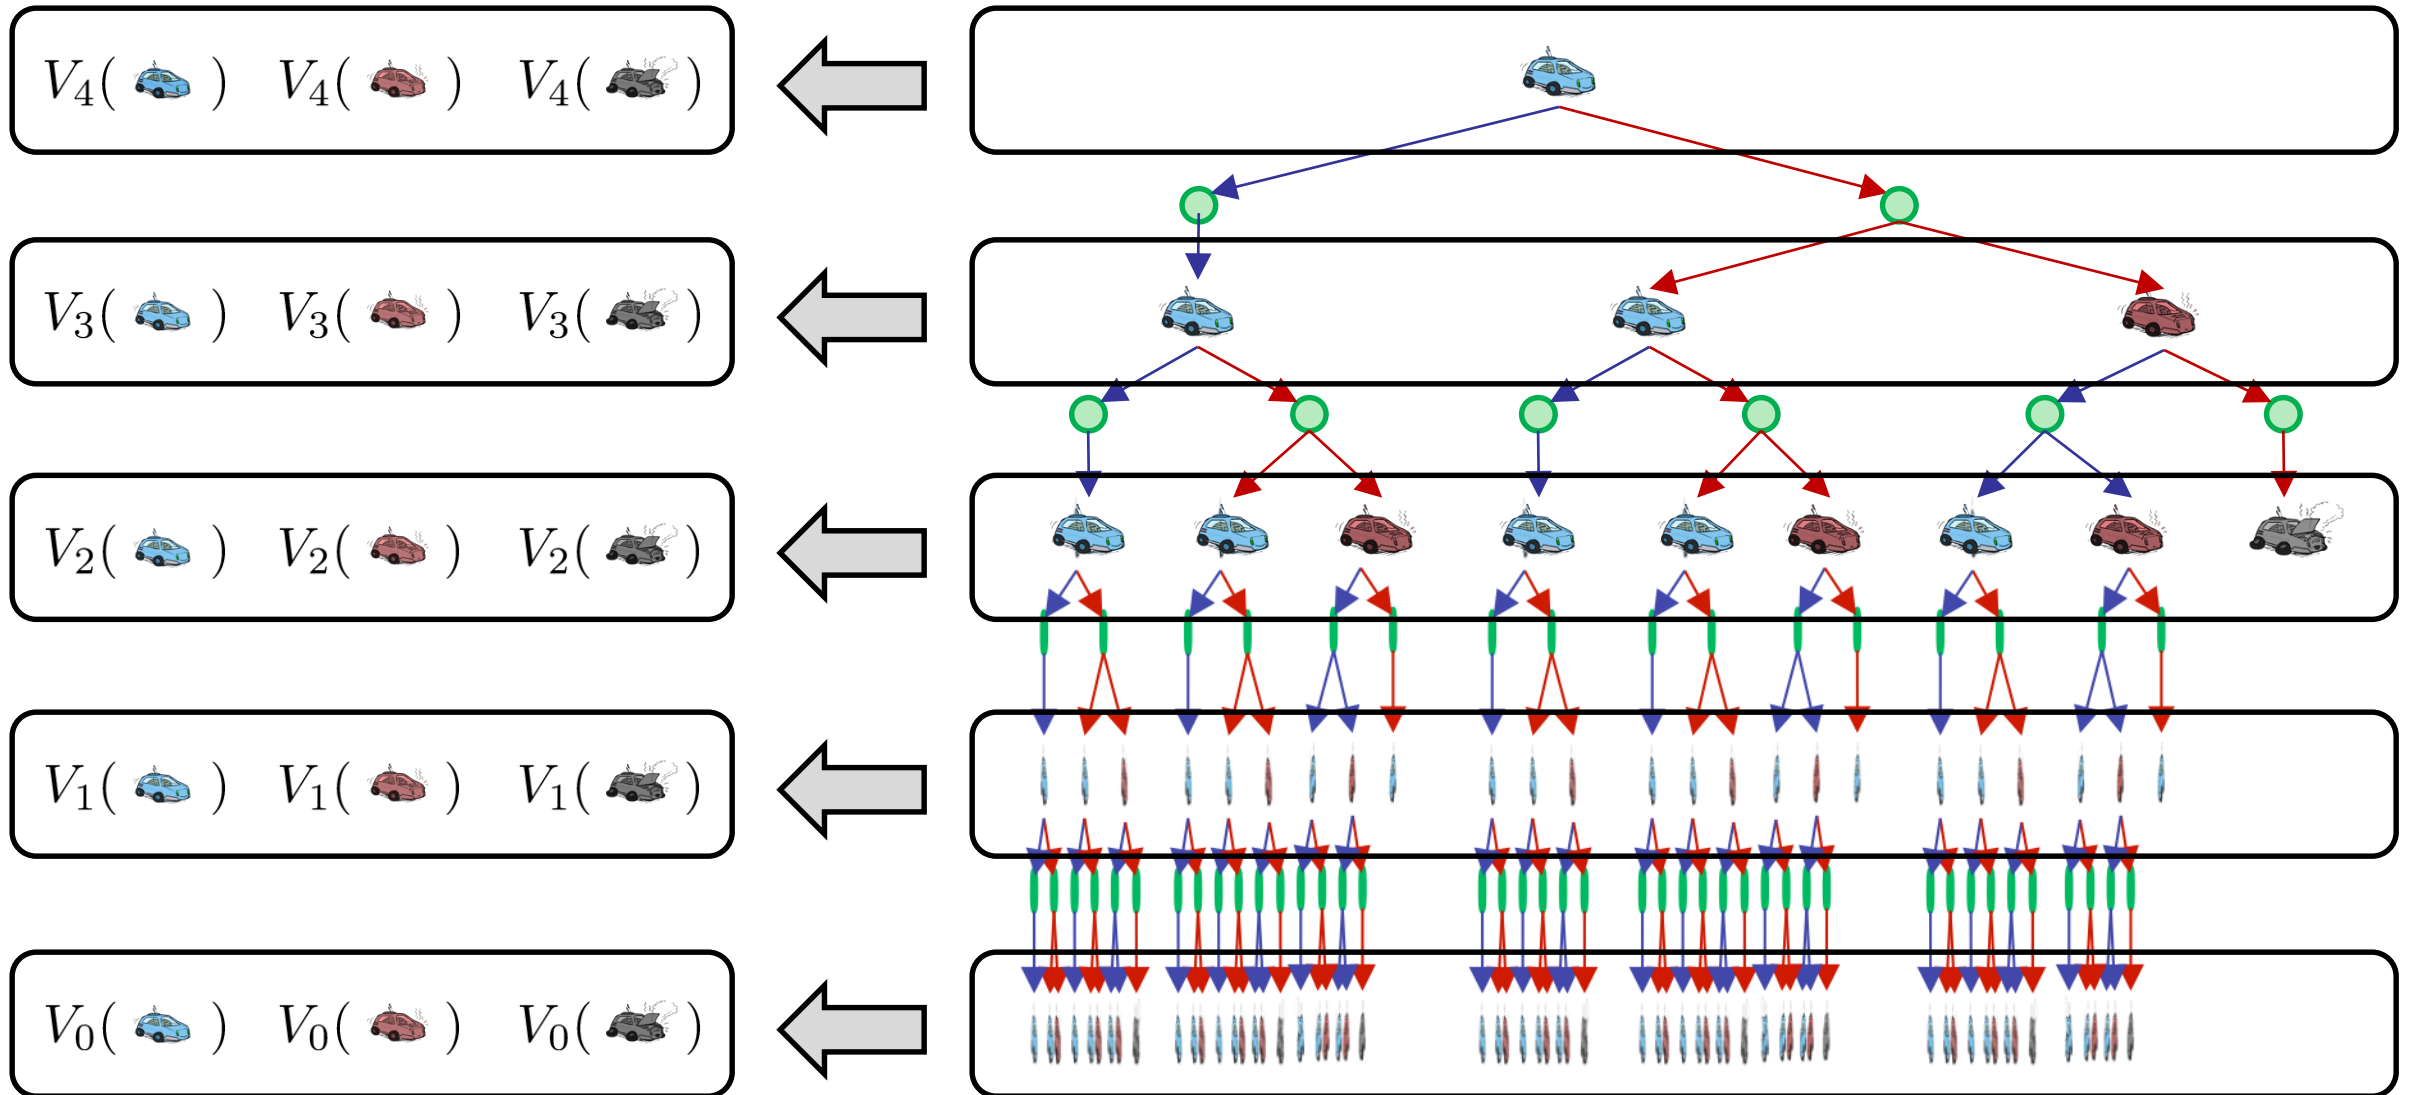 V4( ) V4( ) V4( )
V3( ) V3( ) V3( )
V2( ) V2( ) V2( )
V1( ) V1( ) V1( )
V0( ) V0( ) V0( )